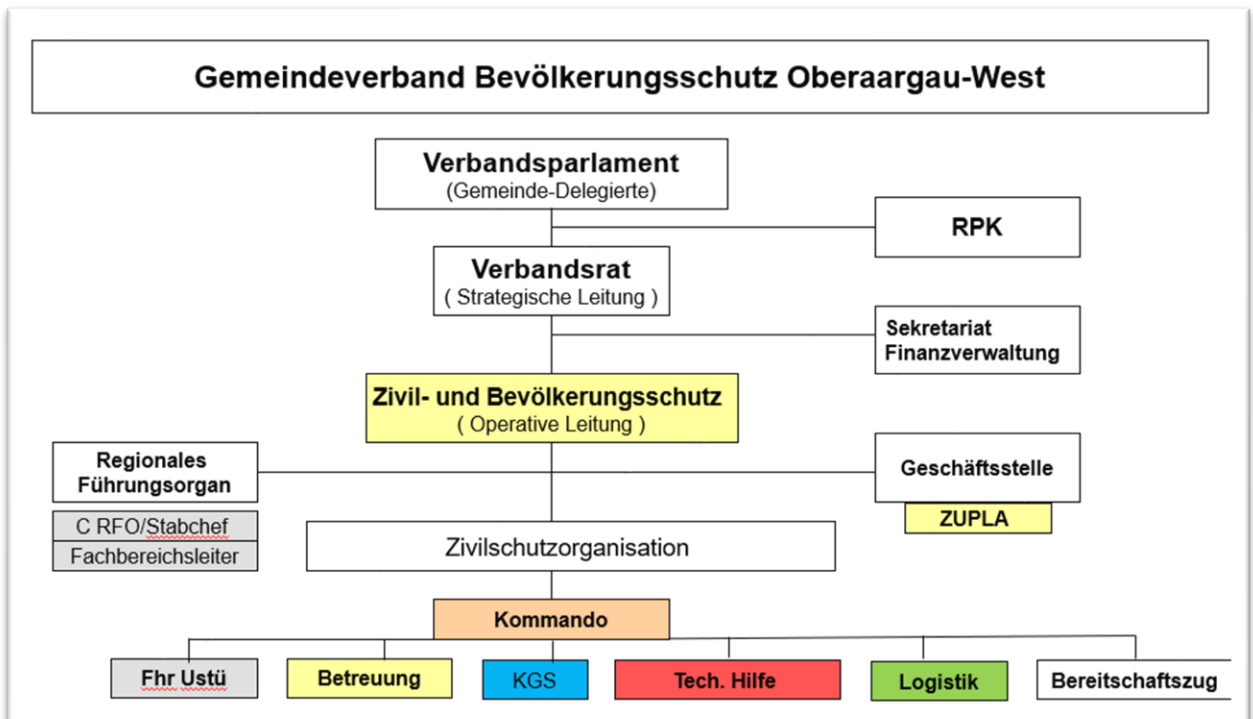 Gemeindeverband Bevölkerungsschutz Oberaargau-West
Verbandsparlament
(Gemeinde-Delegierte)
RPK
Verbandsrat
( Strategische Leitung )
Sekretariat
Finanzverwaltung
Zivil- und Bevölkerungsschutz
( Operative Leitung )
Regionales
Führungsorgan
Geschäftsstelle
C RFO/Stabchef
Fachbereichsleiter
ZUPLA
Zivilschutzorganisation
Kommando
Fhr Ustü
Betreuung
KGS
Tech. Hilfe
Logistik
Bereitschaftszug